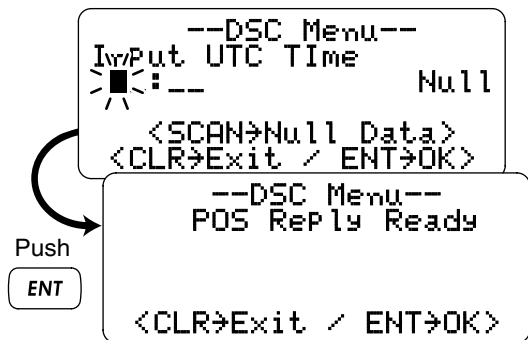 --DSC Menu--
Input UTC TIme
█:__ Null
<SCAN→Null Data>
<CLR→Exit / ENT→OK>
--DSC Menu--
POS RePly Ready
<CLR→Exit / ENT→OK>
Push
ENT